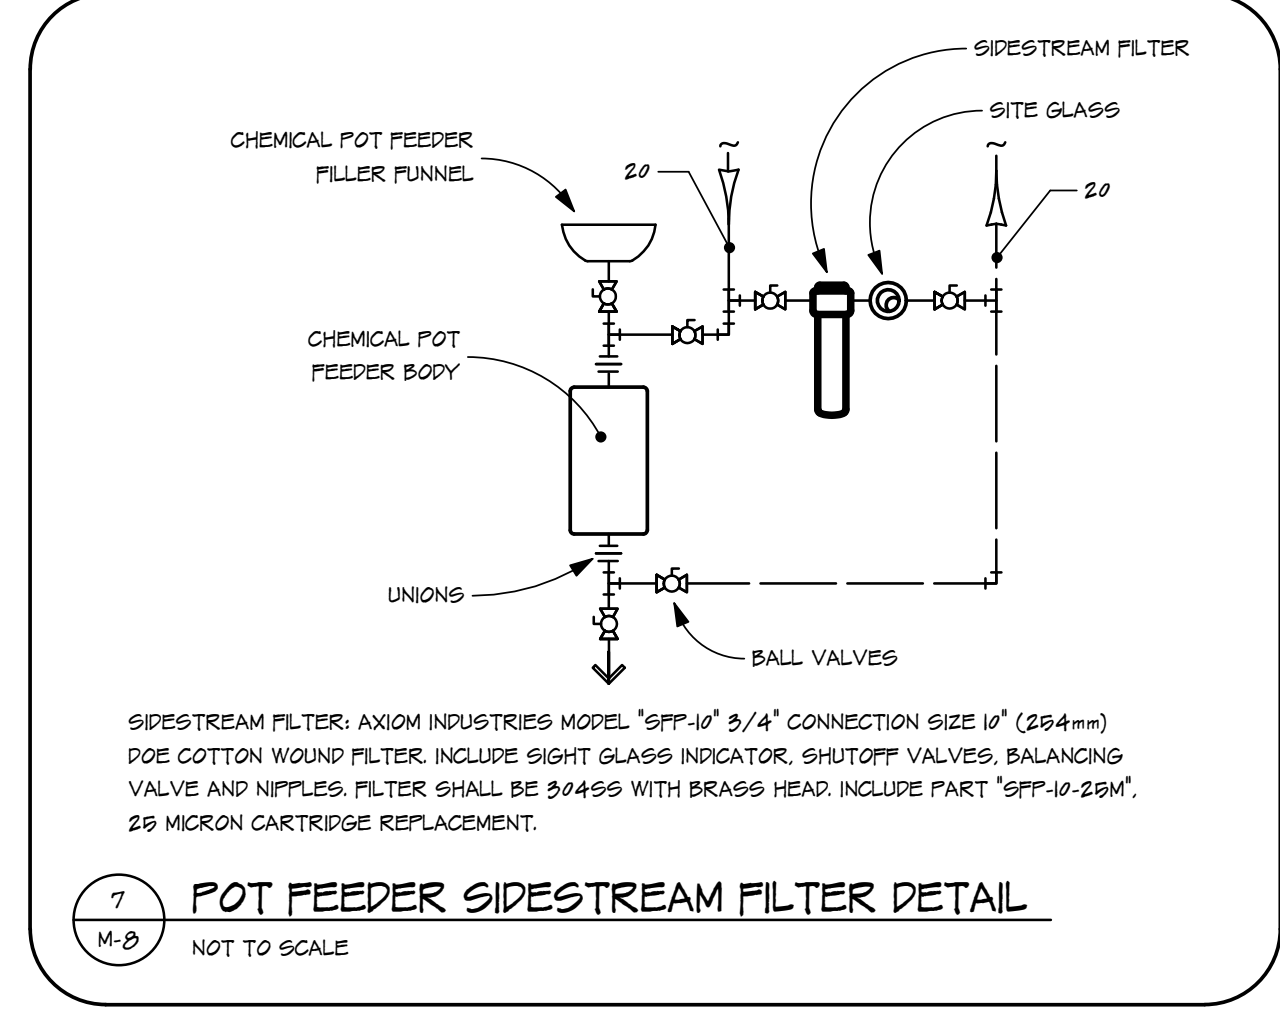 SIDESTREAM FILTER
SITE GLASS
CHEMICAL POT FEEDER
FILLER FUNNEL
20
20
CHEMICAL POT
FEEDER BODY
UNIONS
BALL VALVES
SIDESTREAM FILTER: AXIOM INDUSTRIES MODEL "SFP-10" 3/4" CONNECTION SIZE 10" (254mm)
DOE COTTON WOUND FILTER. INCLUDE SIGHT GLASS INDICATOR, SHUTOFF VALVES, BALANCING
VALVE AND NIPPLES. FILTER SHALL BE 304SS WITH BRASS HEAD. INCLUDE PART "SFP-10-25M",
25 MICRON CARTRIDGE REPLACEMENT.
7
POT FEEDER SIDESTREAM FILTER DETAIL
M-8
NOT TO SCALE